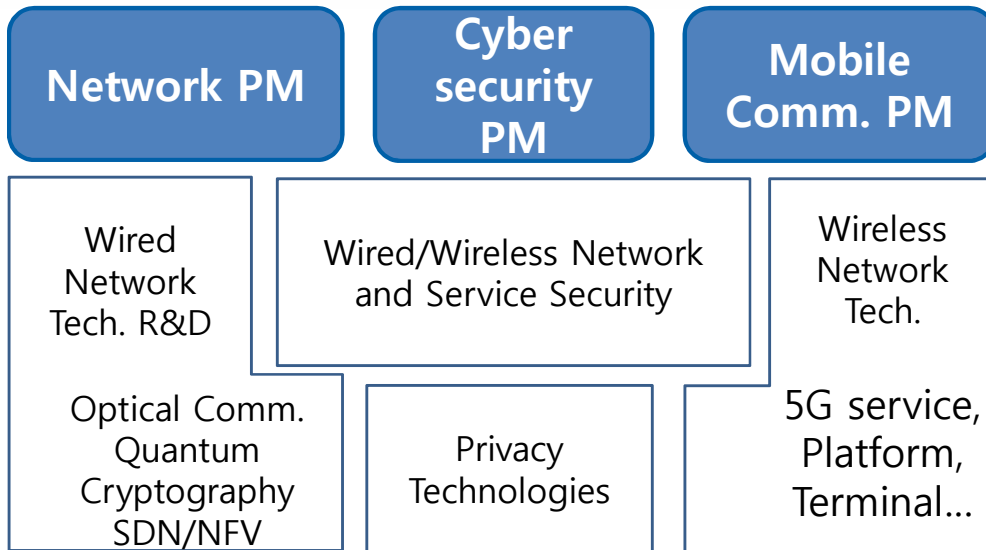 Network PM
Cyber
security
PM
Mobile
Comm. PM
Wired
Network
Tech. R&D
Optical Comm.
Quantum
Cryptography
SDN/NFV
Wired/Wireless Network
and Service Security
Privacy
Technologies
Wireless
Network
Tech.
5G service,
Platform,
Terminal...